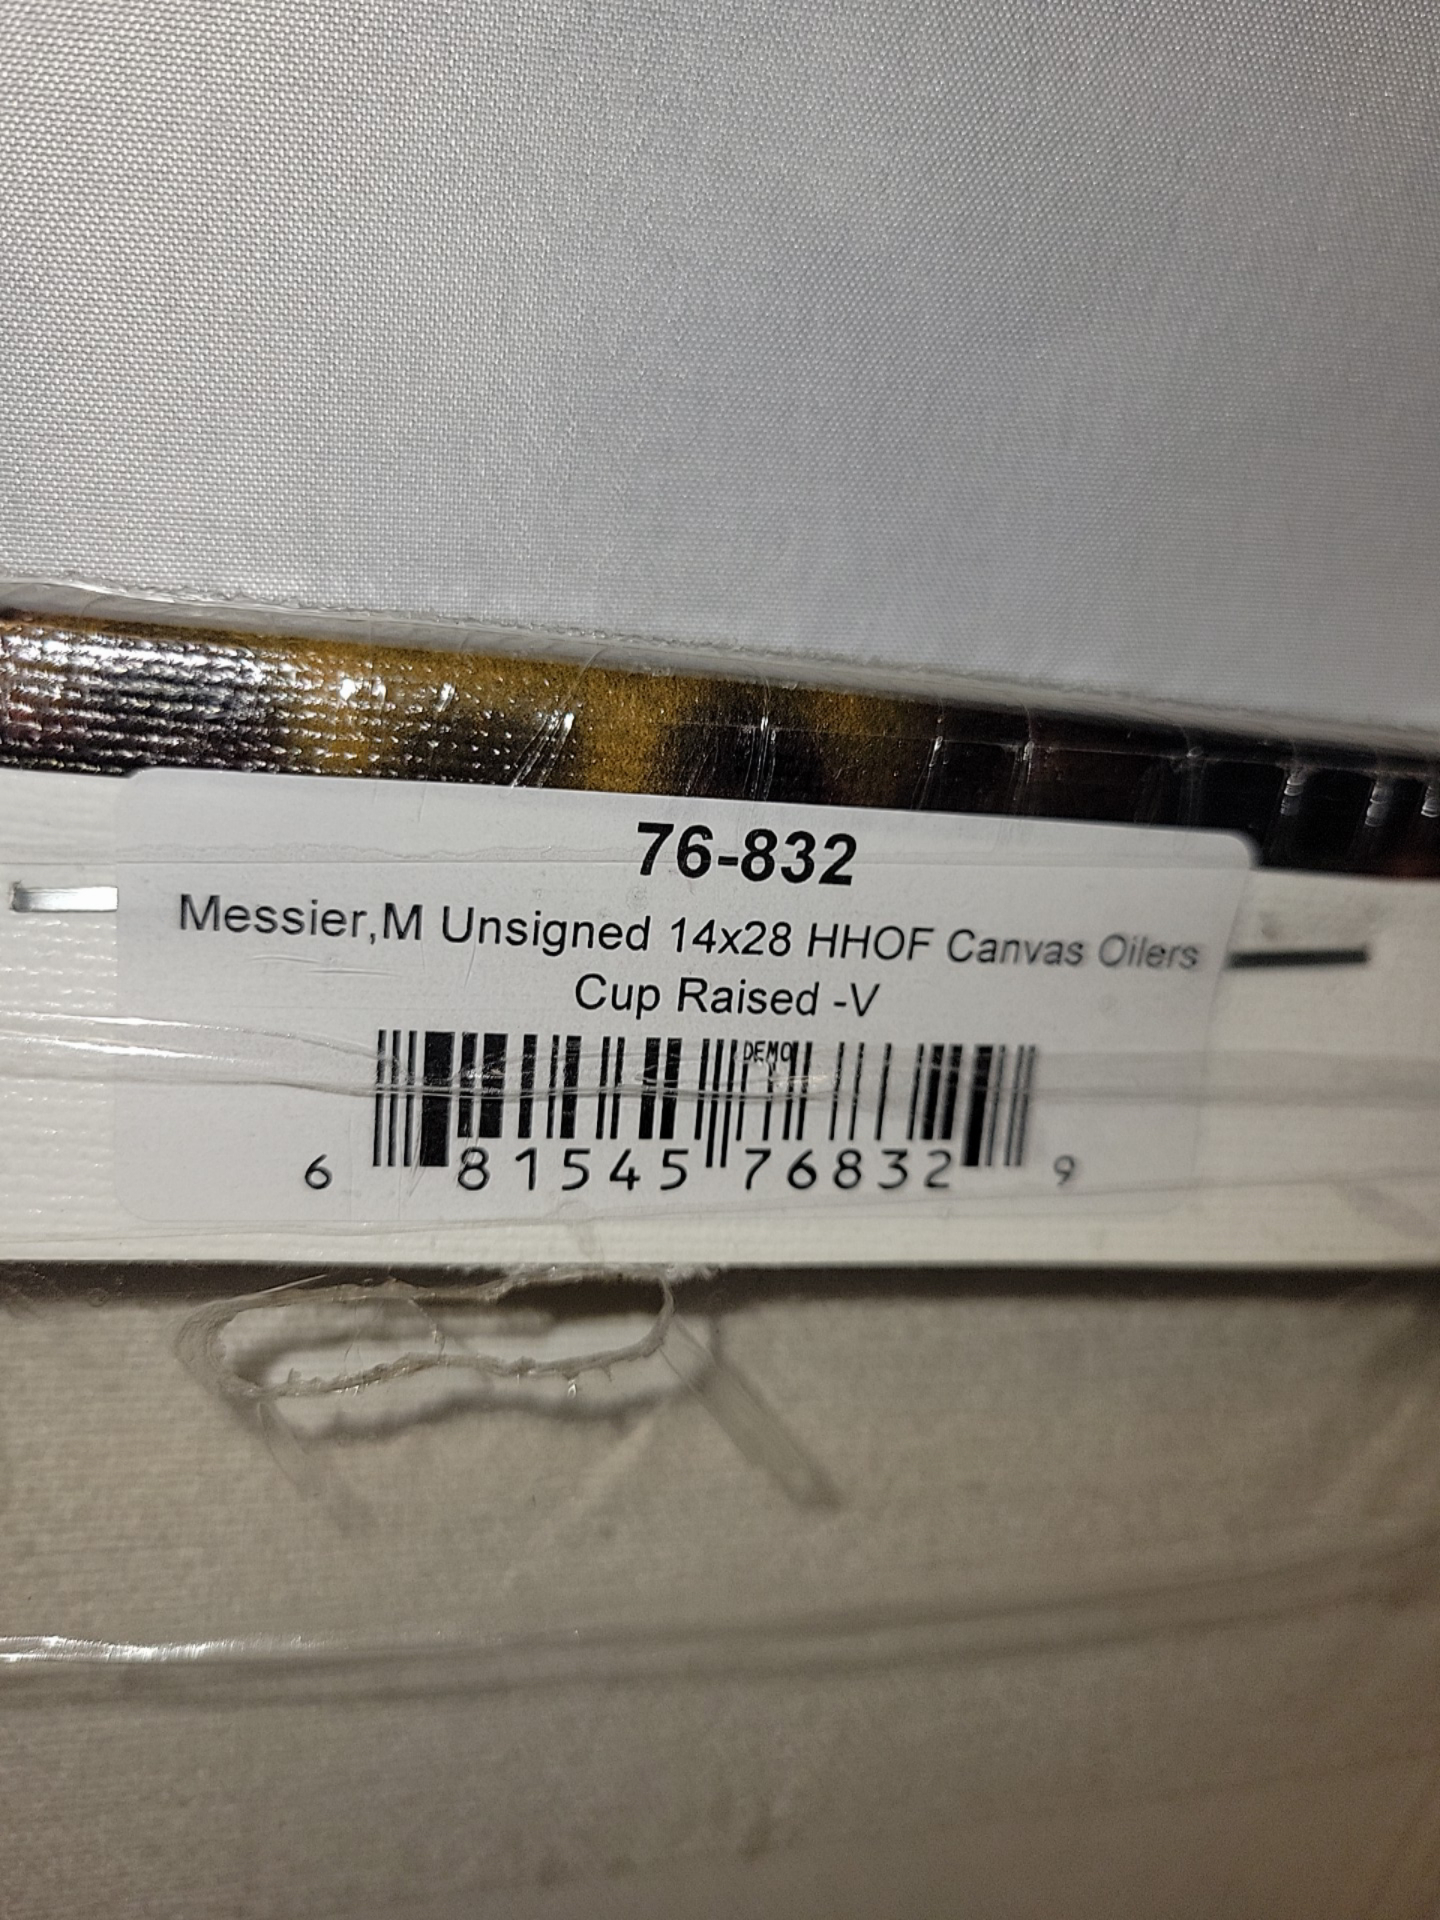 76-832
Messier,M Unsigned 14x28 HHOF Canvas Oilers
Cup Raised -V
DEMO
6 81545 76832 9